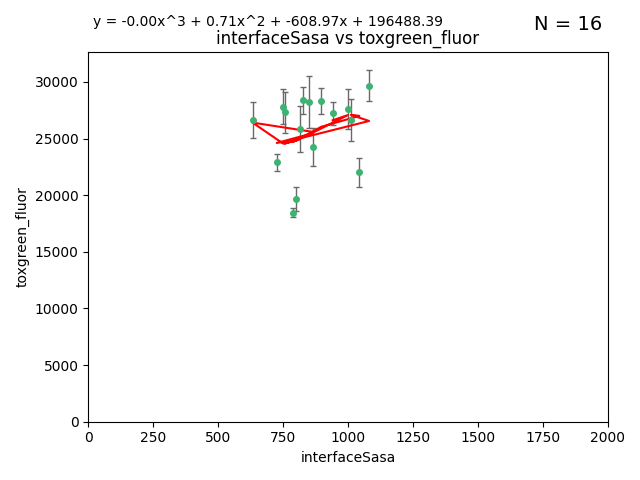 y = -0.00x^3 + 0.71x^2 + -608.97x + 196488.39
N = 16
interfaceSasa vs toxgreen_fluor
30000
25000
20000
15000
10000
5000
0
toxgreen_fluor
0 250 500 750 1000 1250 1500 1750 2000
interfaceSasa